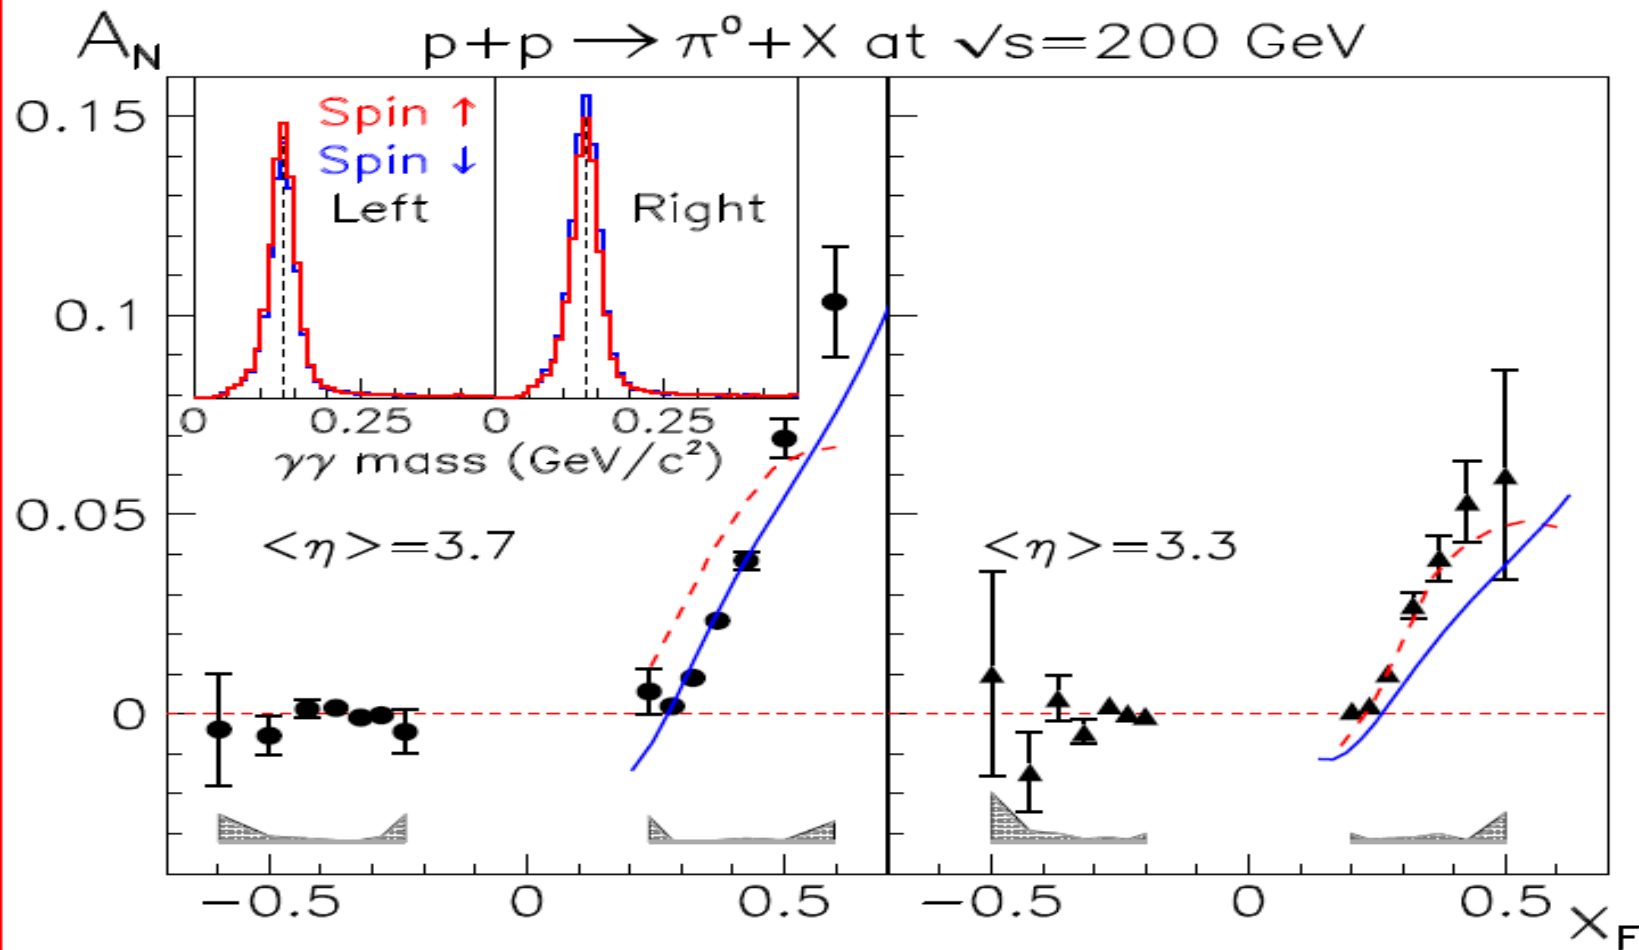 A_N p+p → π⁰+X at √s=200 GeV
0.15
0.1
0.05
0
Spin ↑
Spin ↓
Left
Right
0 0.25 0 0.25
γγ mass (GeV/c²)
<η>=3.7
<η>=3.3
−0.5 0 0.5 −0.5 0 0.5 x_F